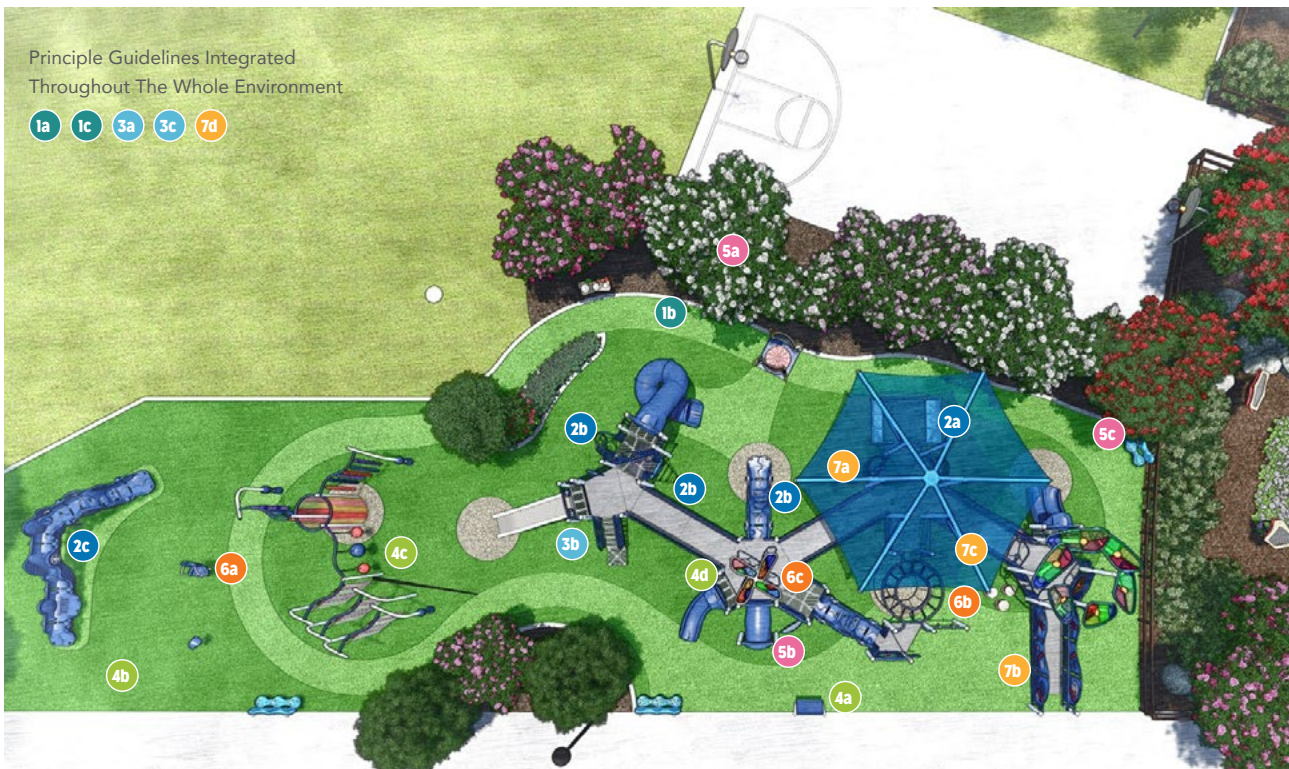 Principle Guidelines Integrated
Throughout The Whole Environment
1a 1c 3a 3c 7d
5a
1b
2a
2b
5c
7a
2b
2b
2c
3b
4c
7c
6a
4d
6c
6b
5b
4b
7b
4a